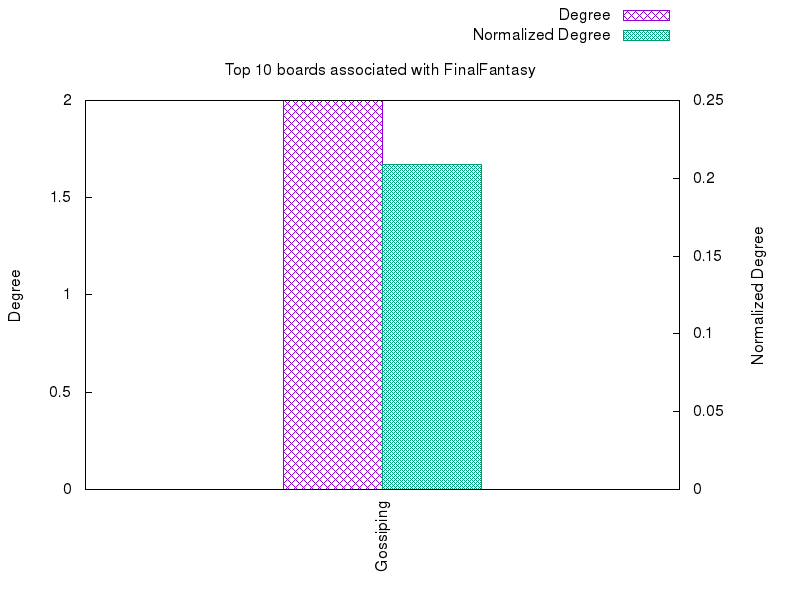 Degree
Normalized Degree
Top 10 boards associated with FinalFantasy
2
1.5
1
0.5
0
0.25
0.2
0.15
0.1
0.05
0
Degree
Normalized Degree
Gossiping